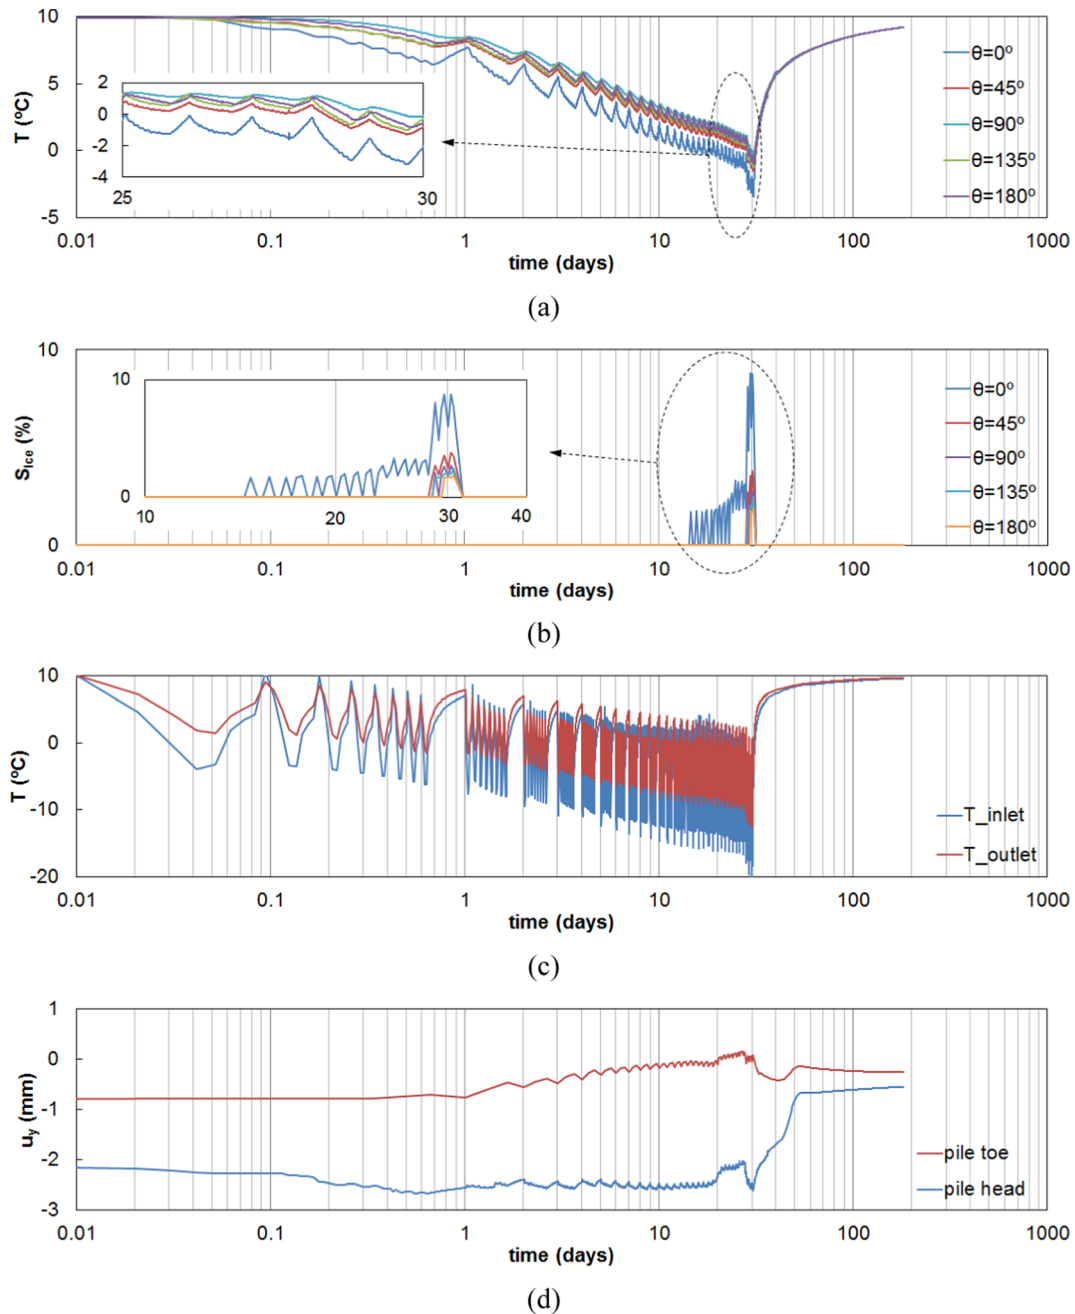 10
5
0
-5
T (ºC)
2
0
-2
-4
25
30
θ=0º
θ=45º
θ=90º
θ=135º
θ=180º
0.01 0.1 1 10 100 1000
time (days)
(a)
10
0
S_ice (%)
10
0
10 20 30 40
θ=0º
θ=45º
θ=90º
θ=135º
θ=180º
0.01 0.1 1 10 100 1000
time (days)
(b)
10
0
-10
-20
T (ºC)
T_inlet
T_outlet
0.01 0.1 1 10 100 1000
time (days)
(c)
1
0
-1
-2
-3
u_y (mm)
pile toe
pile head
0.01 0.1 1 10 100 1000
time (days)
(d)